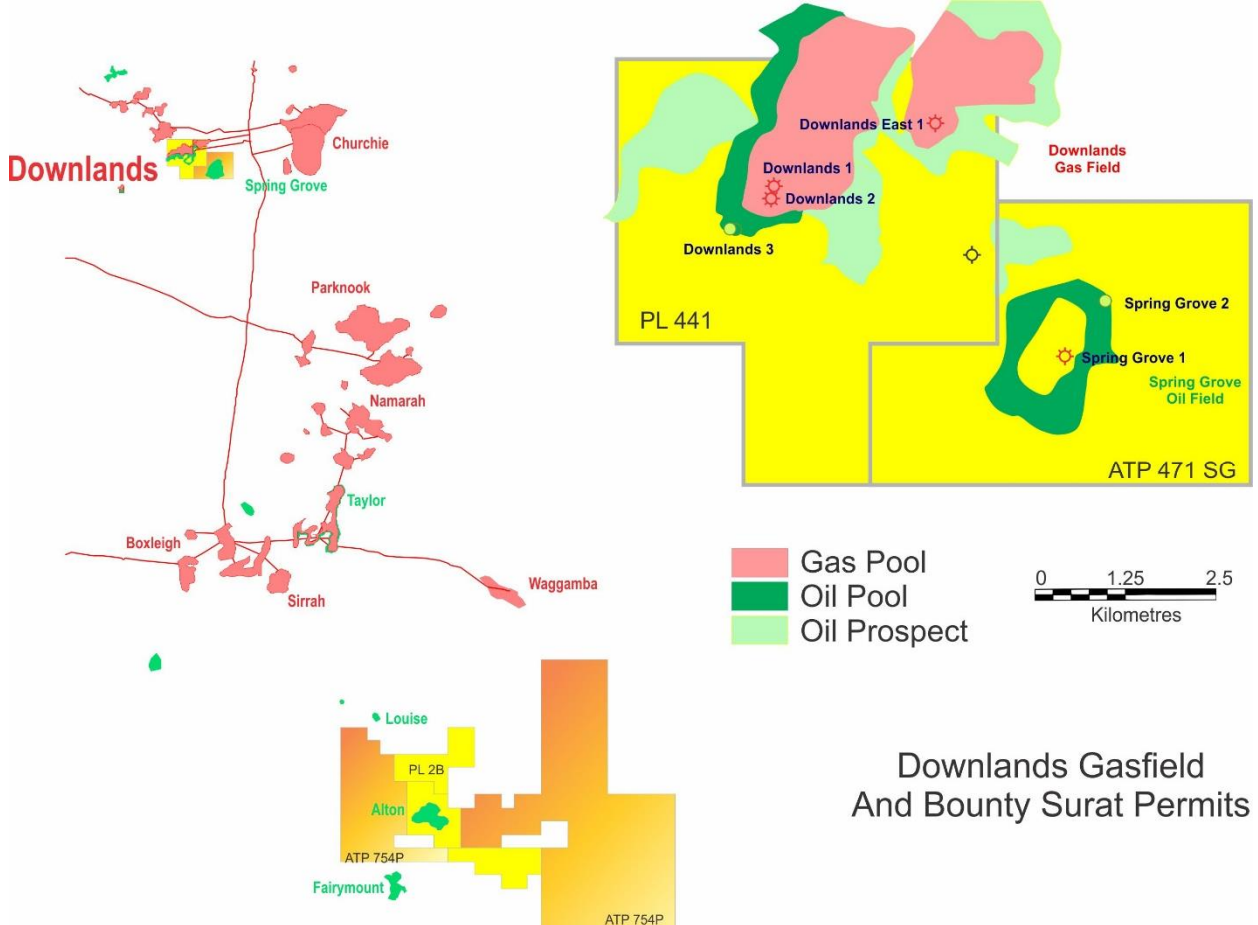 Downlands
Churchie
Spring Grove
Parknook
Namarah
Taylor
Boxleigh
Sirrah
Waggamba
Louise
PL 2B
Alton
ATP 754P
Fairymount
ATP 754P
Downlands East 1
Downlands
Gas Field
Downlands 1
Downlands 2
Downlands 3
PL 441
Spring Grove 2
Spring Grove 1
Spring Grove
Oil Field
ATP 471 SG
Gas Pool
Oil Pool
Oil Prospect
0 1.25 2.5
Kilometres
Downlands Gasfield
And Bounty Surat Permits